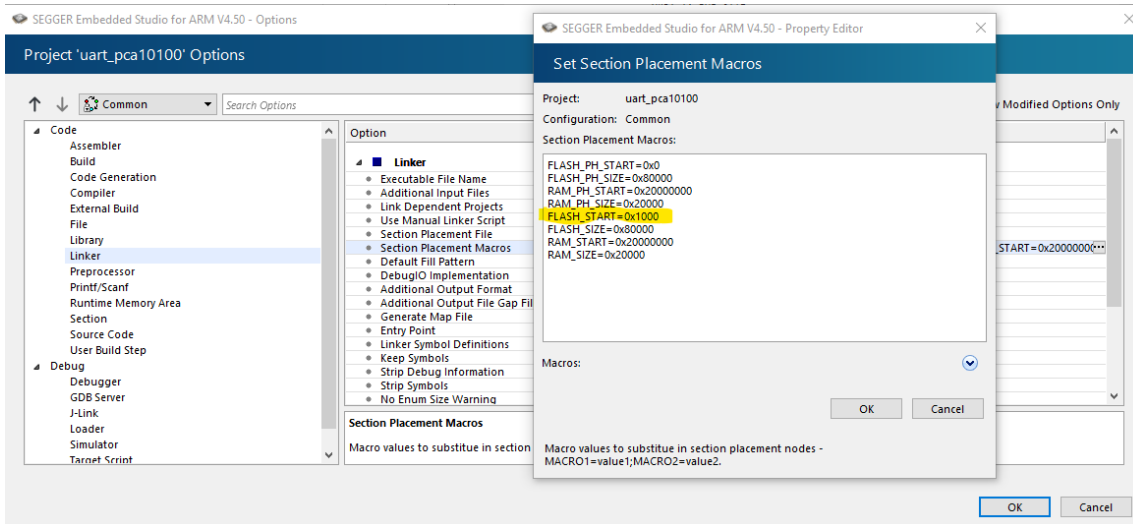 SEGGER Embedded Studio for ARM V4.50 - Options
Project 'uart_pca10100' Options
Common
Search Options
Modified Options Only
Code
Assembler
Build
Code Generation
Compiler
External Build
File
Library
Linker
Preprocessor
Printf/Scanf
Runtime Memory Area
Section
Source Code
User Build Step
Debug
Debugger
GDB Server
J-Link
Loader
Simulator
Target Script
Option
Linker
Executable File Name
Additional Input Files
Link Dependent Projects
Use Manual Linker Script
Section Placement File
Section Placement Macros
Default Fill Pattern
DebugIO Implementation
Additional Output Format
Additional Output File Gap Fil
Generate Map File
Entry Point
Linker Symbol Definitions
Keep Symbols
Strip Debug Information
Strip Symbols
No Enum Size Warning
_START=0x2000000(...
Section Placement Macros
Macro values to substitue in section
OK
Cancel
SEGGER Embedded Studio for ARM V4.50 - Property Editor
Set Section Placement Macros
Project: uart_pca10100
Configuration: Common
Section Placement Macros:
FLASH_PH_START=0x0
FLASH_PH_SIZE=0x80000
RAM_PH_START=0x20000000
RAM_PH_SIZE=0x20000
FLASH_START=0x1000
FLASH_SIZE=0x80000
RAM_START=0x20000000
RAM_SIZE=0x20000
Macros:
OK
Cancel
Macro values to substitue in section placement nodes -
MACRO1=value1;MACRO2=value2.